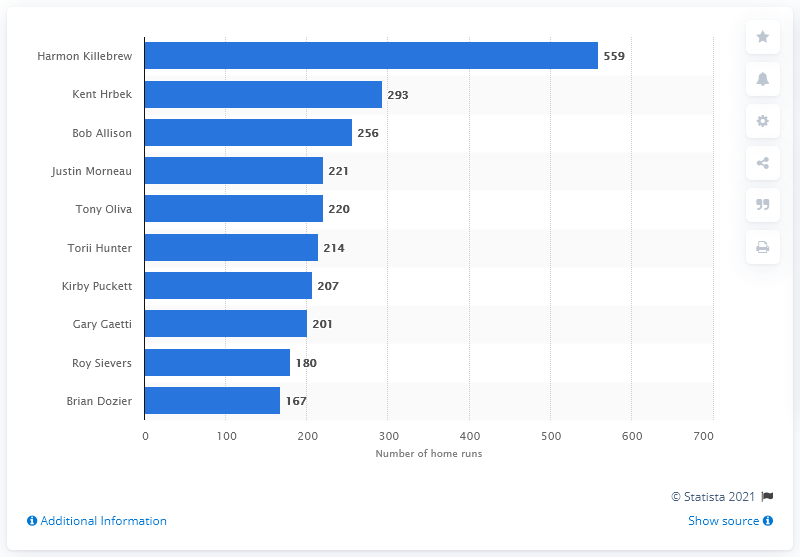 Harmon Killebrew 559
Kent Hrbek 293
Bob Allison 256
Justin Morneau 221
Tony Oliva 220
Torii Hunter 214
Kirby Puckett 207
Gary Gaetti 201
Roy Sievers 180
Brian Dozier 167
0 100 200 300 400 500 600 700
Number of home runs
© Statista 2021
Additional Information Show source